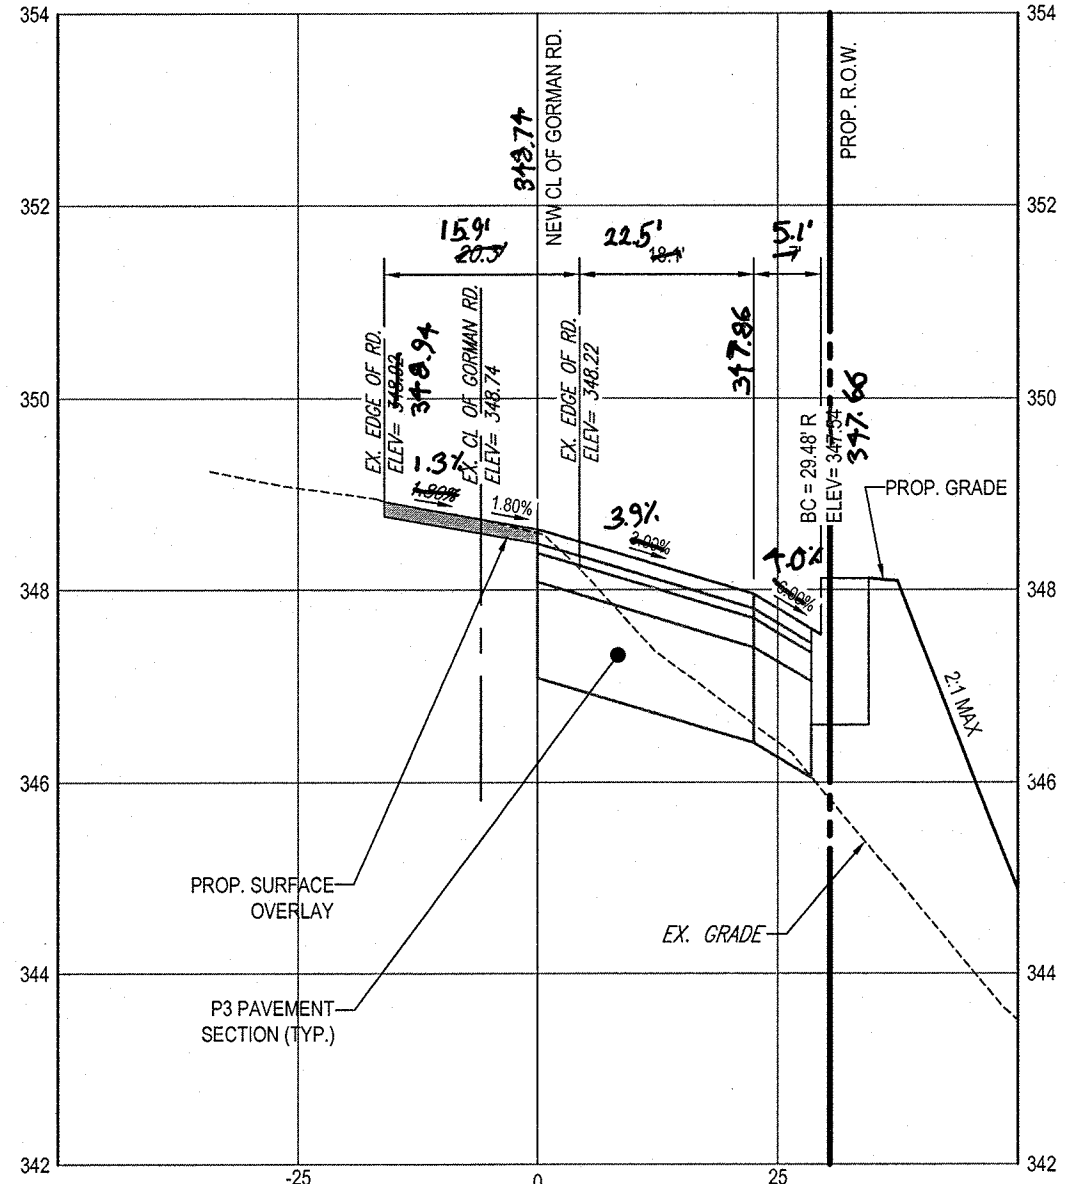 354
354
348.74
NEW CL OF GORMAN RD.
PROP. R.O.W.
352
352
15.9'
20.3'
22.5'
18.1'
5.1'
7'
EX. EDGE OF RD.
ELEV= 348.92
348.94
EX. CL OF GORMAN RD.
ELEV= 348.74
EX. EDGE OF RD.
ELEV= 348.22
347.86
350
350
BC = 29.48' R
ELEV= 347.54
347.66
1.3%
1.80%
1.80%
3.9%
3.00%
4.0%
6.00%
PROP. GRADE
348
348
2:1 MAX
346
346
PROP. SURFACE
OVERLAY
EX. GRADE
344
344
P3 PAVEMENT
SECTION (TYP.)
342
342
-25
0
25